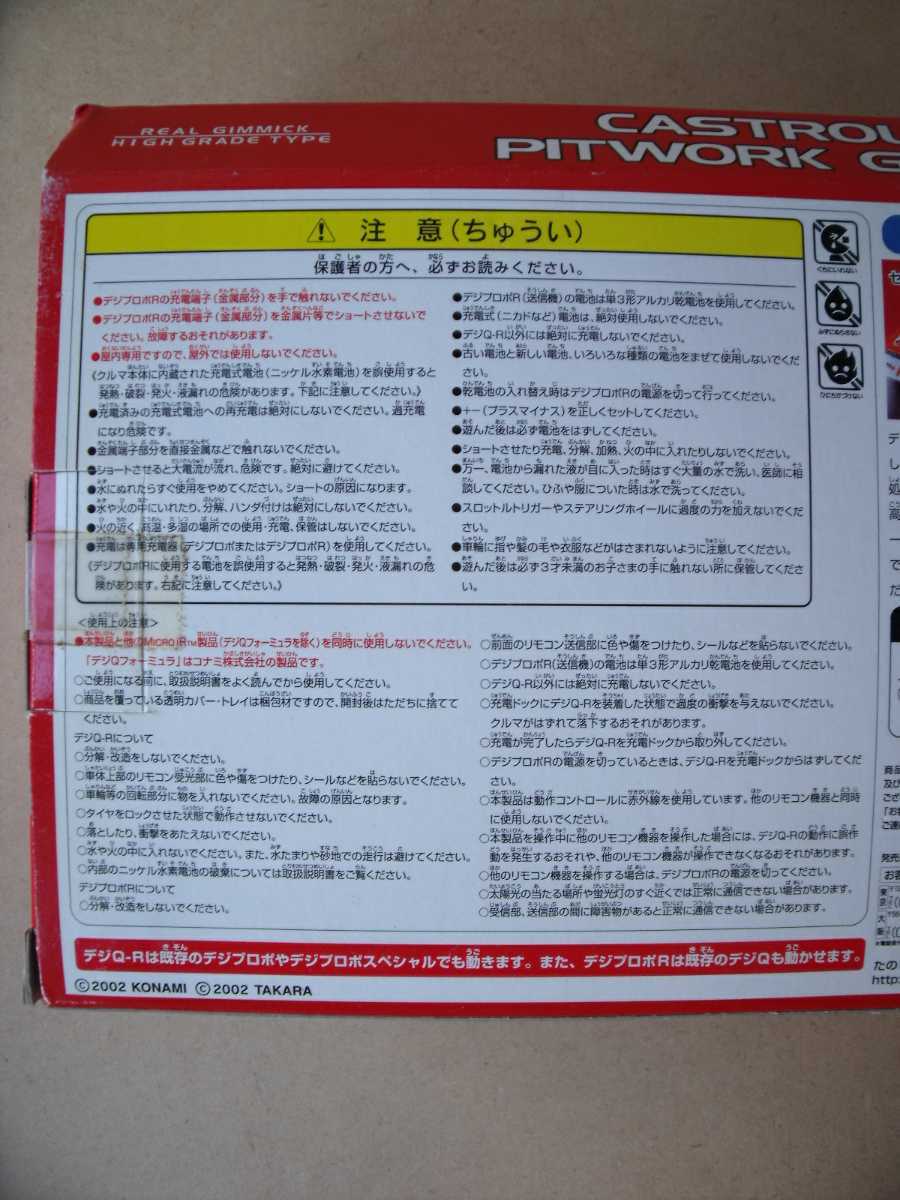 REAL GIMMICK
HIGH GRADE TYPE
CASTROL
PITWORK G
注 意(ちゅうい)
保護者の方へ、必ずお読みください。
●デジプロポRの充電端子(金属部分)を手で触れないでください。
●デジプロポRの充電端子(金属部分)を金属片等でショートさせないで
ください。故障するおそれがあります。
●屋内専用ですので、屋外では使用しないでください。
《クルマ本体に内蔵された充電式電池(ニッケル水素電池)を誤使用すると
発熱・破裂・発火・液漏れの危険があります。下記に注意してください。》
●充電済みの充電式電池への再充電は絶対にしないでください。過充電
になり危険です。
●金属端子部分を直接金属などで触れないでください。
●ショートさせると大電流が流れ、危険です。絶対に避けてください。
●水にぬれたらすぐ使用をやめてください。ショートの原因になります。
●水や火の中にいれたり、分解、ハンダ付けは絶対にしないでください。
●火の近く、高温・多湿の場所での使用・充電、保管はしないでください。
●充電は専用充電器(デジプロポまたはデジプロポR)を使用してください。
《デジプロポRに使用する電池を誤使用すると発熱・破裂・発火・液漏れの危
険があります。右記に注意してください。》
●デジプロポR(送信機)の電池は単3形アルカリ乾電池を使用してください。
●充電式(ニカドなど)電池は、絶対使用しないでください。
●デジQ-R以外には絶対に充電しないでください。
●古い電池と新しい電池、いろいろな種類の電池をまぜて使用しないでくだ
さい。
●乾電池の入れ替え時はデジプロポRの電源を切って行ってください。
●+-(プラスマイナス)を正しくセットしてください。
●遊んだ後は必ず電池をはずしてください。
●ショートさせたり充電、分解、加熱、火の中に入れたりしないでください。
●万一、電池から漏れた液が目に入った時はすぐ大量の水で洗い、医師に相
談してください。ひふや服についた時は水で洗ってください。
●スロットルトリガーやステアリングホイールに過度の力を加えないでくだ
さい。
●車輪に指や髪の毛や衣服などがはさまれないように注意してください。
●遊んだ後は必ず3才未満のお子さまの手に触れない所に保管してくださ
い。
くちにいれない
みずにぬらさない
ひにちかづけない
<使用上の注意>
●本製品と他のMICRO iR™製品(デジQフォーミュラを除く)を同時に使用しないでください。
「デジQフォーミュラ」はコナミ株式会社の製品です。
○ご使用になる前に、取扱説明書をよく読んでから使用してください。
○商品を覆っている透明カバー・トレイは梱包材ですので、開封後はただちに捨てて
ください。
デジQ-Rについて
○分解・改造をしないでください。
○車体上部のリモコン受光部に色や傷をつけたり、シールなどを貼らないでください。
○車輪等の回転部分に物を入れないでください。故障の原因となります。
○タイヤをロックさせた状態で動作させないでください。
○落としたり、衝撃をあたえないでください。
○水や火の中に入れないでください。また、水たまりや砂地での走行は避けてください。
○内部のニッケル水素電池の破棄については取扱説明書をご覧ください。
デジプロポRについて
○分解・改造をしないでください。
○前面のリモコン送信部に色や傷をつけたり、シールなどを貼らないでください。
○デジプロポR(送信機)の電池は単3形アルカリ乾電池を使用してください。
○デジQ-R以外には絶対に充電しないでください。
○充電ドックにデジQ-Rを装着した状態で過度の衝撃を与えないでください。
クルマがはずれて落下するおそれがあります。
○充電が完了したらデジQ-Rを充電ドックから取り外してください。
○デジプロポRの電源を切っているときは、デジQ-Rを充電ドックからはずしてくだ
さい。
○本製品は動作コントロールに赤外線を使用しています。他のリモコン機器と同時
に使用しないでください。
○本製品を操作中に他のリモコン機器を操作した場合には、デジQ-Rの動作に誤作
動を発生するおそれや、他のリモコン機器が操作できなくなるおそれがあります。
○他のリモコン機器を操作する場合は、デジプロポRの電源を切ってください。
○太陽光の当たる場所や蛍光灯のすぐ近くでは正常に通信できない場合があります。
○受信部、送信部の間に障害物があると正常に通信できない場合があります。
デジQ-Rは既存のデジプロポやデジプロポスペシャルでも動きます。また、デジプロポRは既存のデジQも動かせます。
©2002 KONAMI ©2002 TAKARA